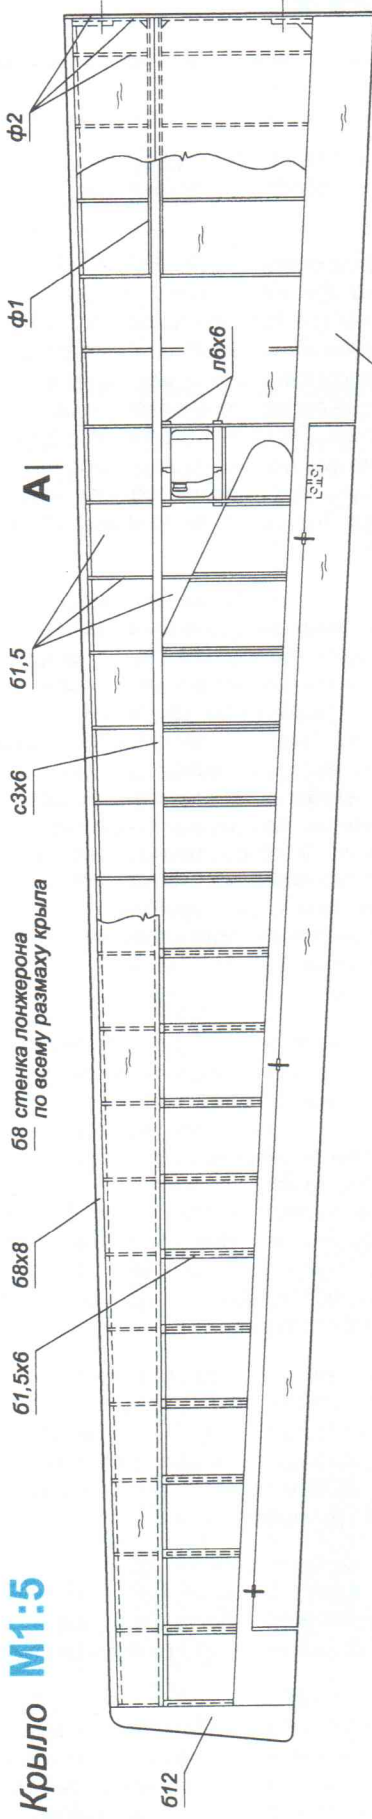 Крыло М1:5
б12
б1,5х6
б8х8
б8 стенка лонжерона
по всему размаху крыла
с3х6
б1,5
А
л6х6
ф1
ф2